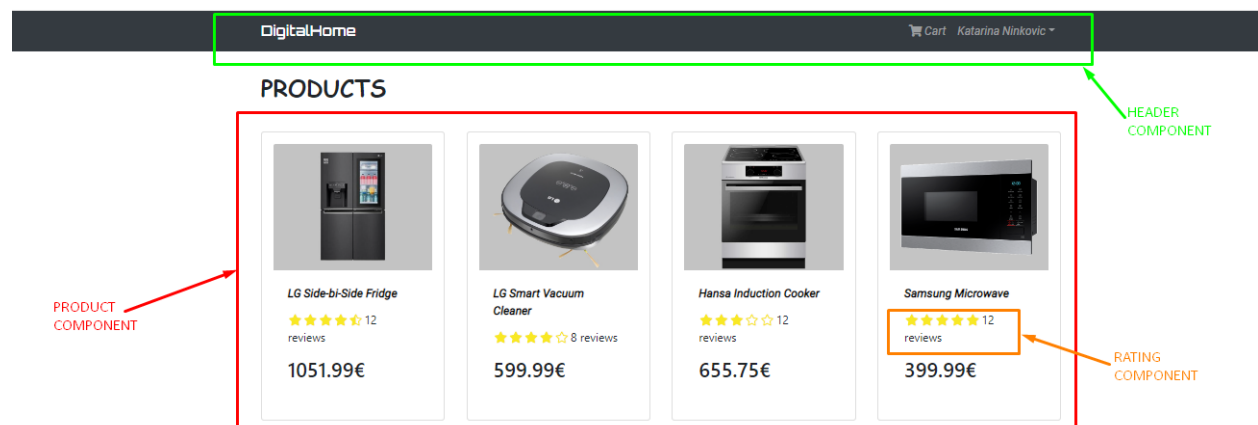 DigitalHome
Cart Katarina Ninkovic
PRODUCTS
HEADER
COMPONENT
LG Side-bi-Side Fridge
12
reviews
1051.99€
LG Smart Vacuum
Cleaner
8 reviews
599.99€
Hansa Induction Cooker
12
reviews
655.75€
Samsung Microwave
12
reviews
399.99€
PRODUCT
COMPONENT
RATING
COMPONENT